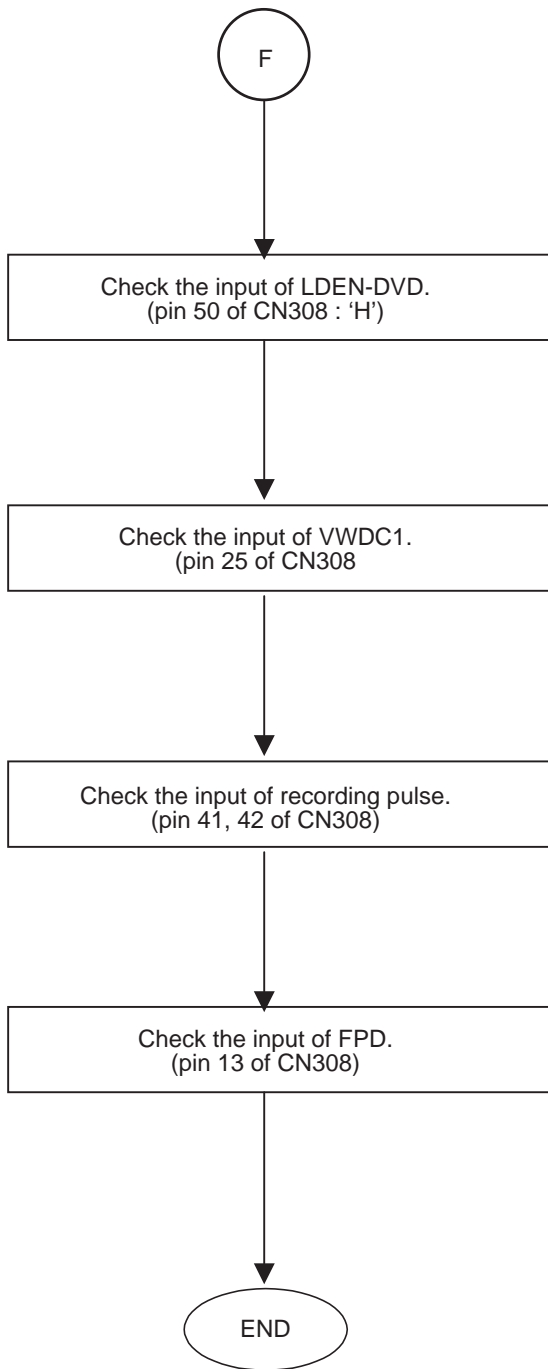 F
Check the input of LDEN-DVD.
(pin 50 of CN308 : ‘H’)
Check the input of VWDC1.
(pin 25 of CN308
Check the input of recording pulse.
(pin 41, 42 of CN308)
Check the input of FPD.
(pin 13 of CN308)
END